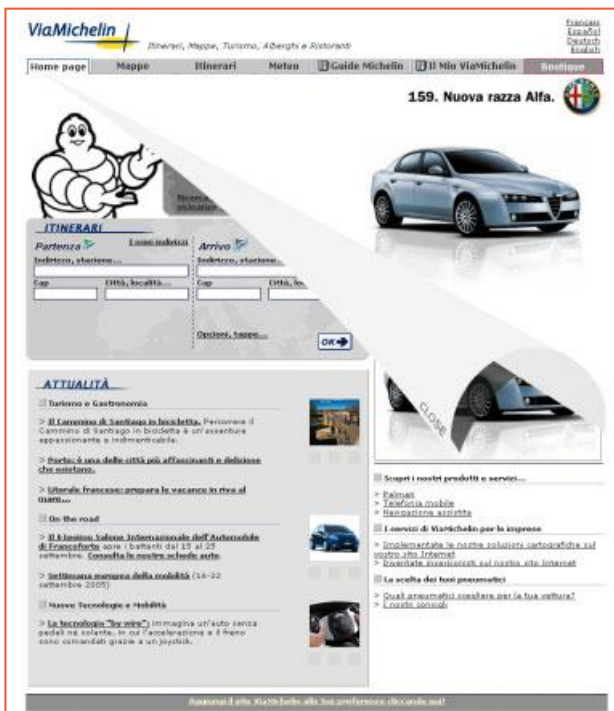 ViaMichelin
Itinerari, Mappe, Turismo, Alberghi e Ristoranti
Français
Español
Deutsch
English
Home page Mappe Itinerari Meteo Guide Michelin Il Mio ViaMichelin Boutique
159. Nuova razza Alfa.
ITINERARI
Partenza I miei indirizzi Arrivo
Indirizzo, stazione... Indirizzo, stazione...
Cap Città, località... Cap Città,
Opzioni, tappe... OK
CLOSE
ATTUALITÀ
Turismo e Gastronomia
> Il Cammino di Santiago in bicicletta. Percorrere il
Cammino di Santiago in bicicletta è un'avventura
appassionante e indimenticabile.
> Porto: è una delle città più affascinanti e deliziose
che esistano.
> Litorale francese: prepara le vacanze in riva al
mare...
On the road
> Il 61esimo Salone Internazionale dell'Automobile
di Francoforte apre i battenti dal 15 al 25
settembre. Consulta le nostre schede auto.
> Settimana europea della mobilità (16-22
settembre 2005)
Nuove Tecnologie e Mobilità
> La tecnologia "by wire": immagina un'auto senza
pedali né volante, in cui l'accelerazione e il freno
sono comandati grazie a un joystick.
Scopri i nostri prodotti e servizi...
> Palmari
> Telefonia mobile
> Navigazione assistita
I servizi di ViaMichelin per le imprese
> Implementate le nostre soluzioni cartografiche sul
vostro sito Internet
> Diventate inserzionisti sul nostro sito Internet
La scelta dei tuoi pneumatici
> Quali pneumatici scegliere per la tua vettura?
> I nostri consigli
Aggiungi il sito ViaMichelin alle tue preferenze cliccando qui!